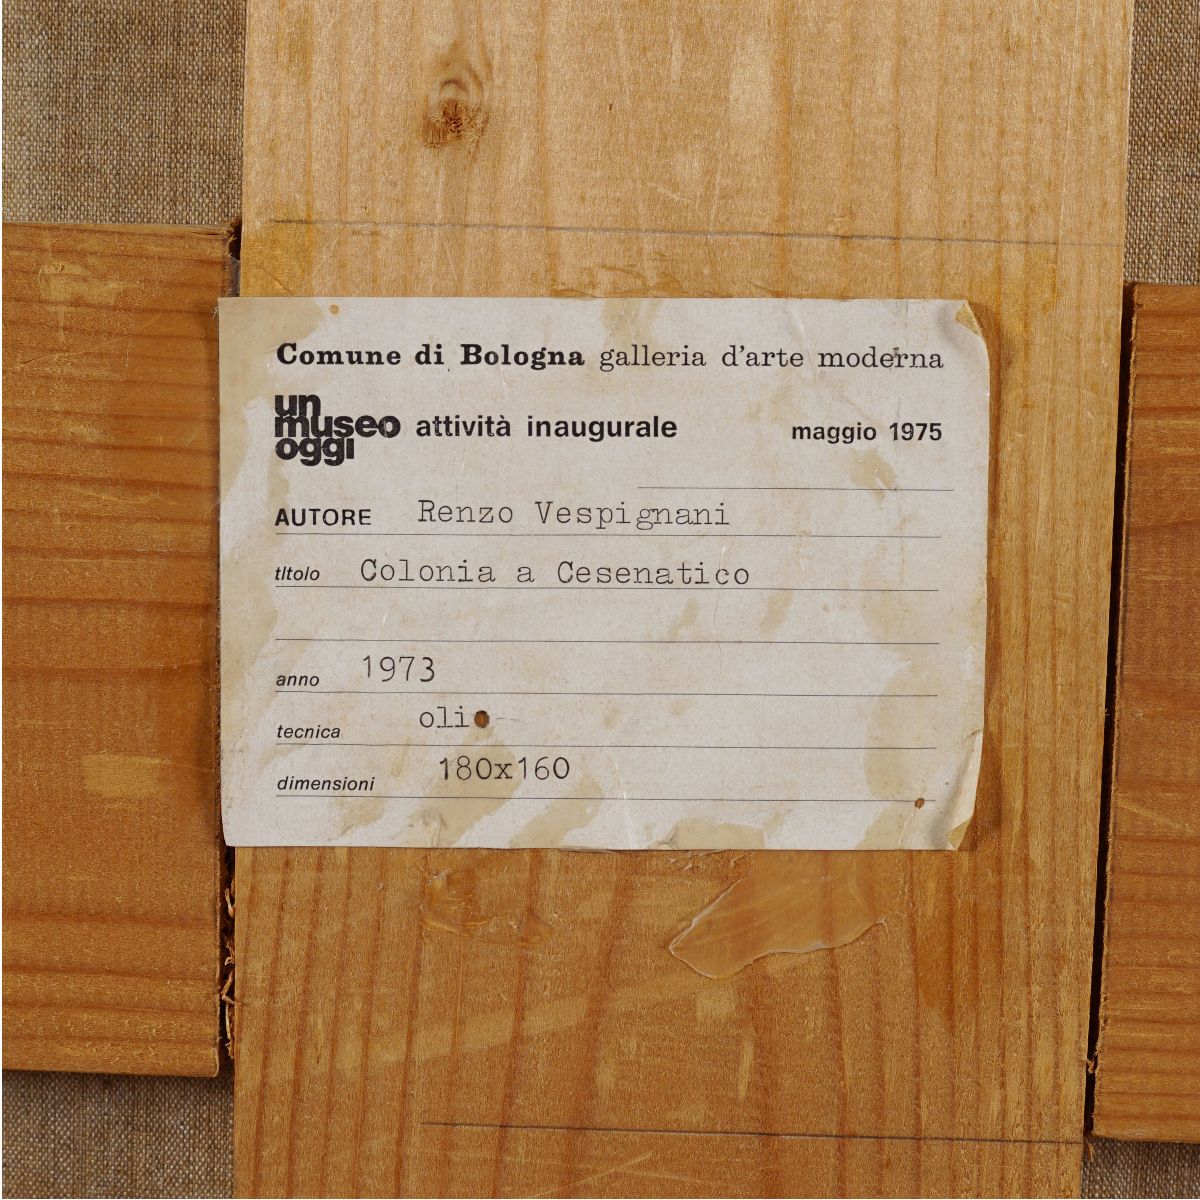 Comune di Bologna galleria d'arte moderna
un
museo
oggi
attività inaugurale maggio 1975
AUTORE Renzo Vespignani
titolo Colonia a Cesenatico
anno 1973
tecnica olio
dimensioni 180x160